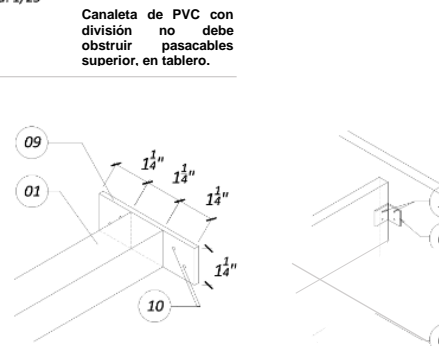 Canaleta de PVC con
división no debe
obstruir pasacables
superior, en tablero.
09
1¼"
1¼"
01
1¼"
1¼"
10